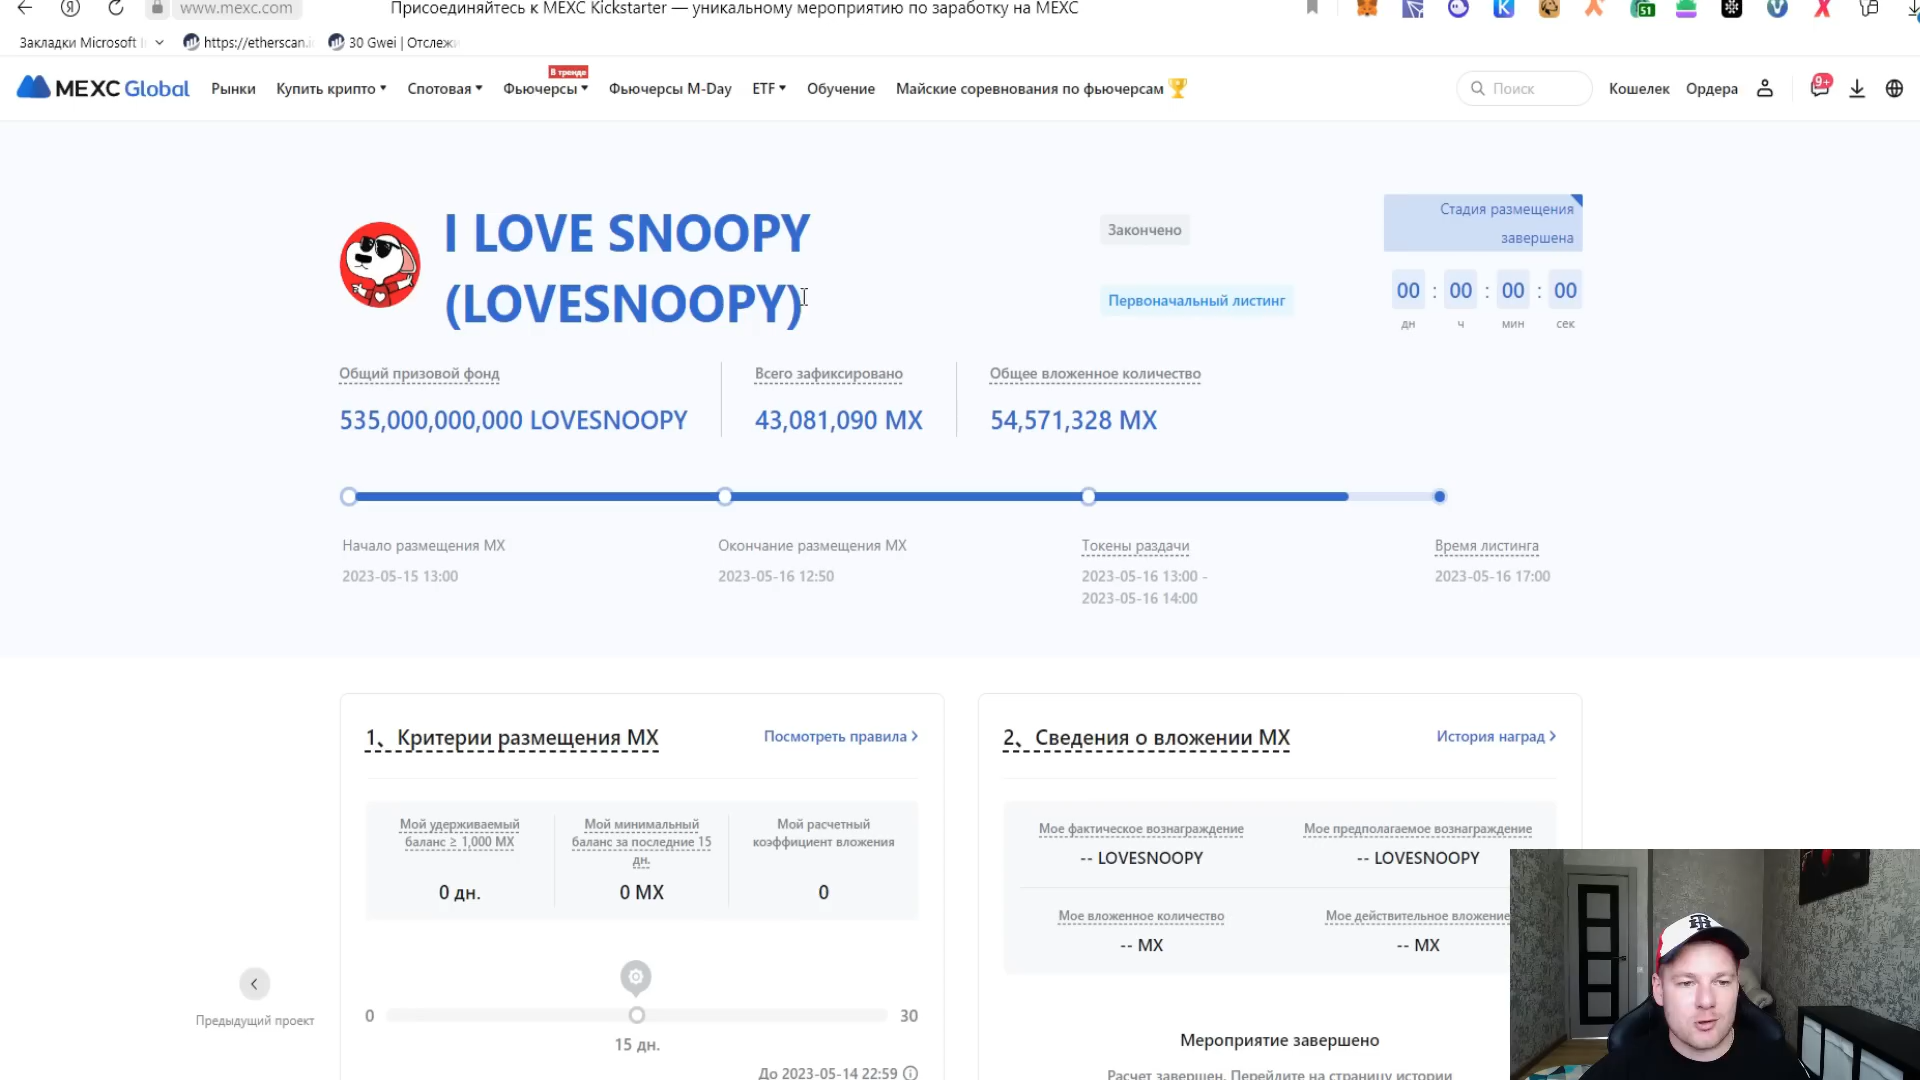 www.mexc.com
Присоединяйтесь к MEXC Kickstarter — уникальному мероприятию по заработку на MEXC
51
Закладки Microsoft
https://etherscan.i
30 Gwei | Отслеж
MEXC Global
Рынки
Купить крипто
Спотовая
Фьючерсы
В тренде
Фьючерсы M-Day
ETF
Обучение
Майские соревнования по фьючерсам
Поиск
Кошелек
Ордера
9+
I LOVE SNOOPY
(LOVESNOOPY)
Закончено
Первоначальный листинг
Стадия размещения
завершена
00 : 00 : 00 : 00
дн ч мин сек
Общий призовой фонд
535,000,000,000 LOVESNOOPY
Всего зафиксировано
43,081,090 MX
Общее вложенное количество
54,571,328 MX
Начало размещения MX
2023-05-15 13:00
Окончание размещения MX
2023-05-16 12:50
Токены раздачи
2023-05-16 13:00 -
2023-05-16 14:00
Время листинга
2023-05-16 17:00
1、 Критерии размещения MX
Посмотреть правила
Мой удерживаемый
баланс ≥ 1,000 MX
0 дн.
Мой минимальный
баланс за последние 15
дн.
0 MX
Мой расчетный
коэффициент вложения
0
0
30
15 дн.
До 2023-05-14 22:59
2、 Сведения о вложении MX
История наград
Мое фактическое вознаграждение
-- LOVESNOOPY
Мое предполагаемое вознаграждение
-- LOVESNOOPY
Мое вложенное количество
-- MX
Мое действительное вложение
-- MX
Мероприятие завершено
Расчет завершен. Перейдите на страницу истории
Предыдущий проект